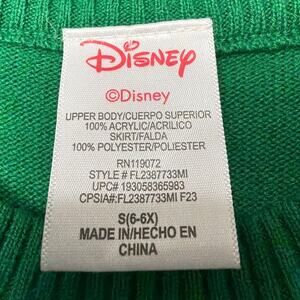 Disney
©Disney
UPPER BODY/CUERPO SUPERIOR
100% ACRYLIC/ACRILICO
SKIRT/FALDA
100% POLYESTER/POLIESTER
RN119072
STYLE # FL2387733MI
UPC# 193058365983
CPSIA#:FL2387733MI F23
S(6-6X)
MADE IN/HECHO EN
CHINA